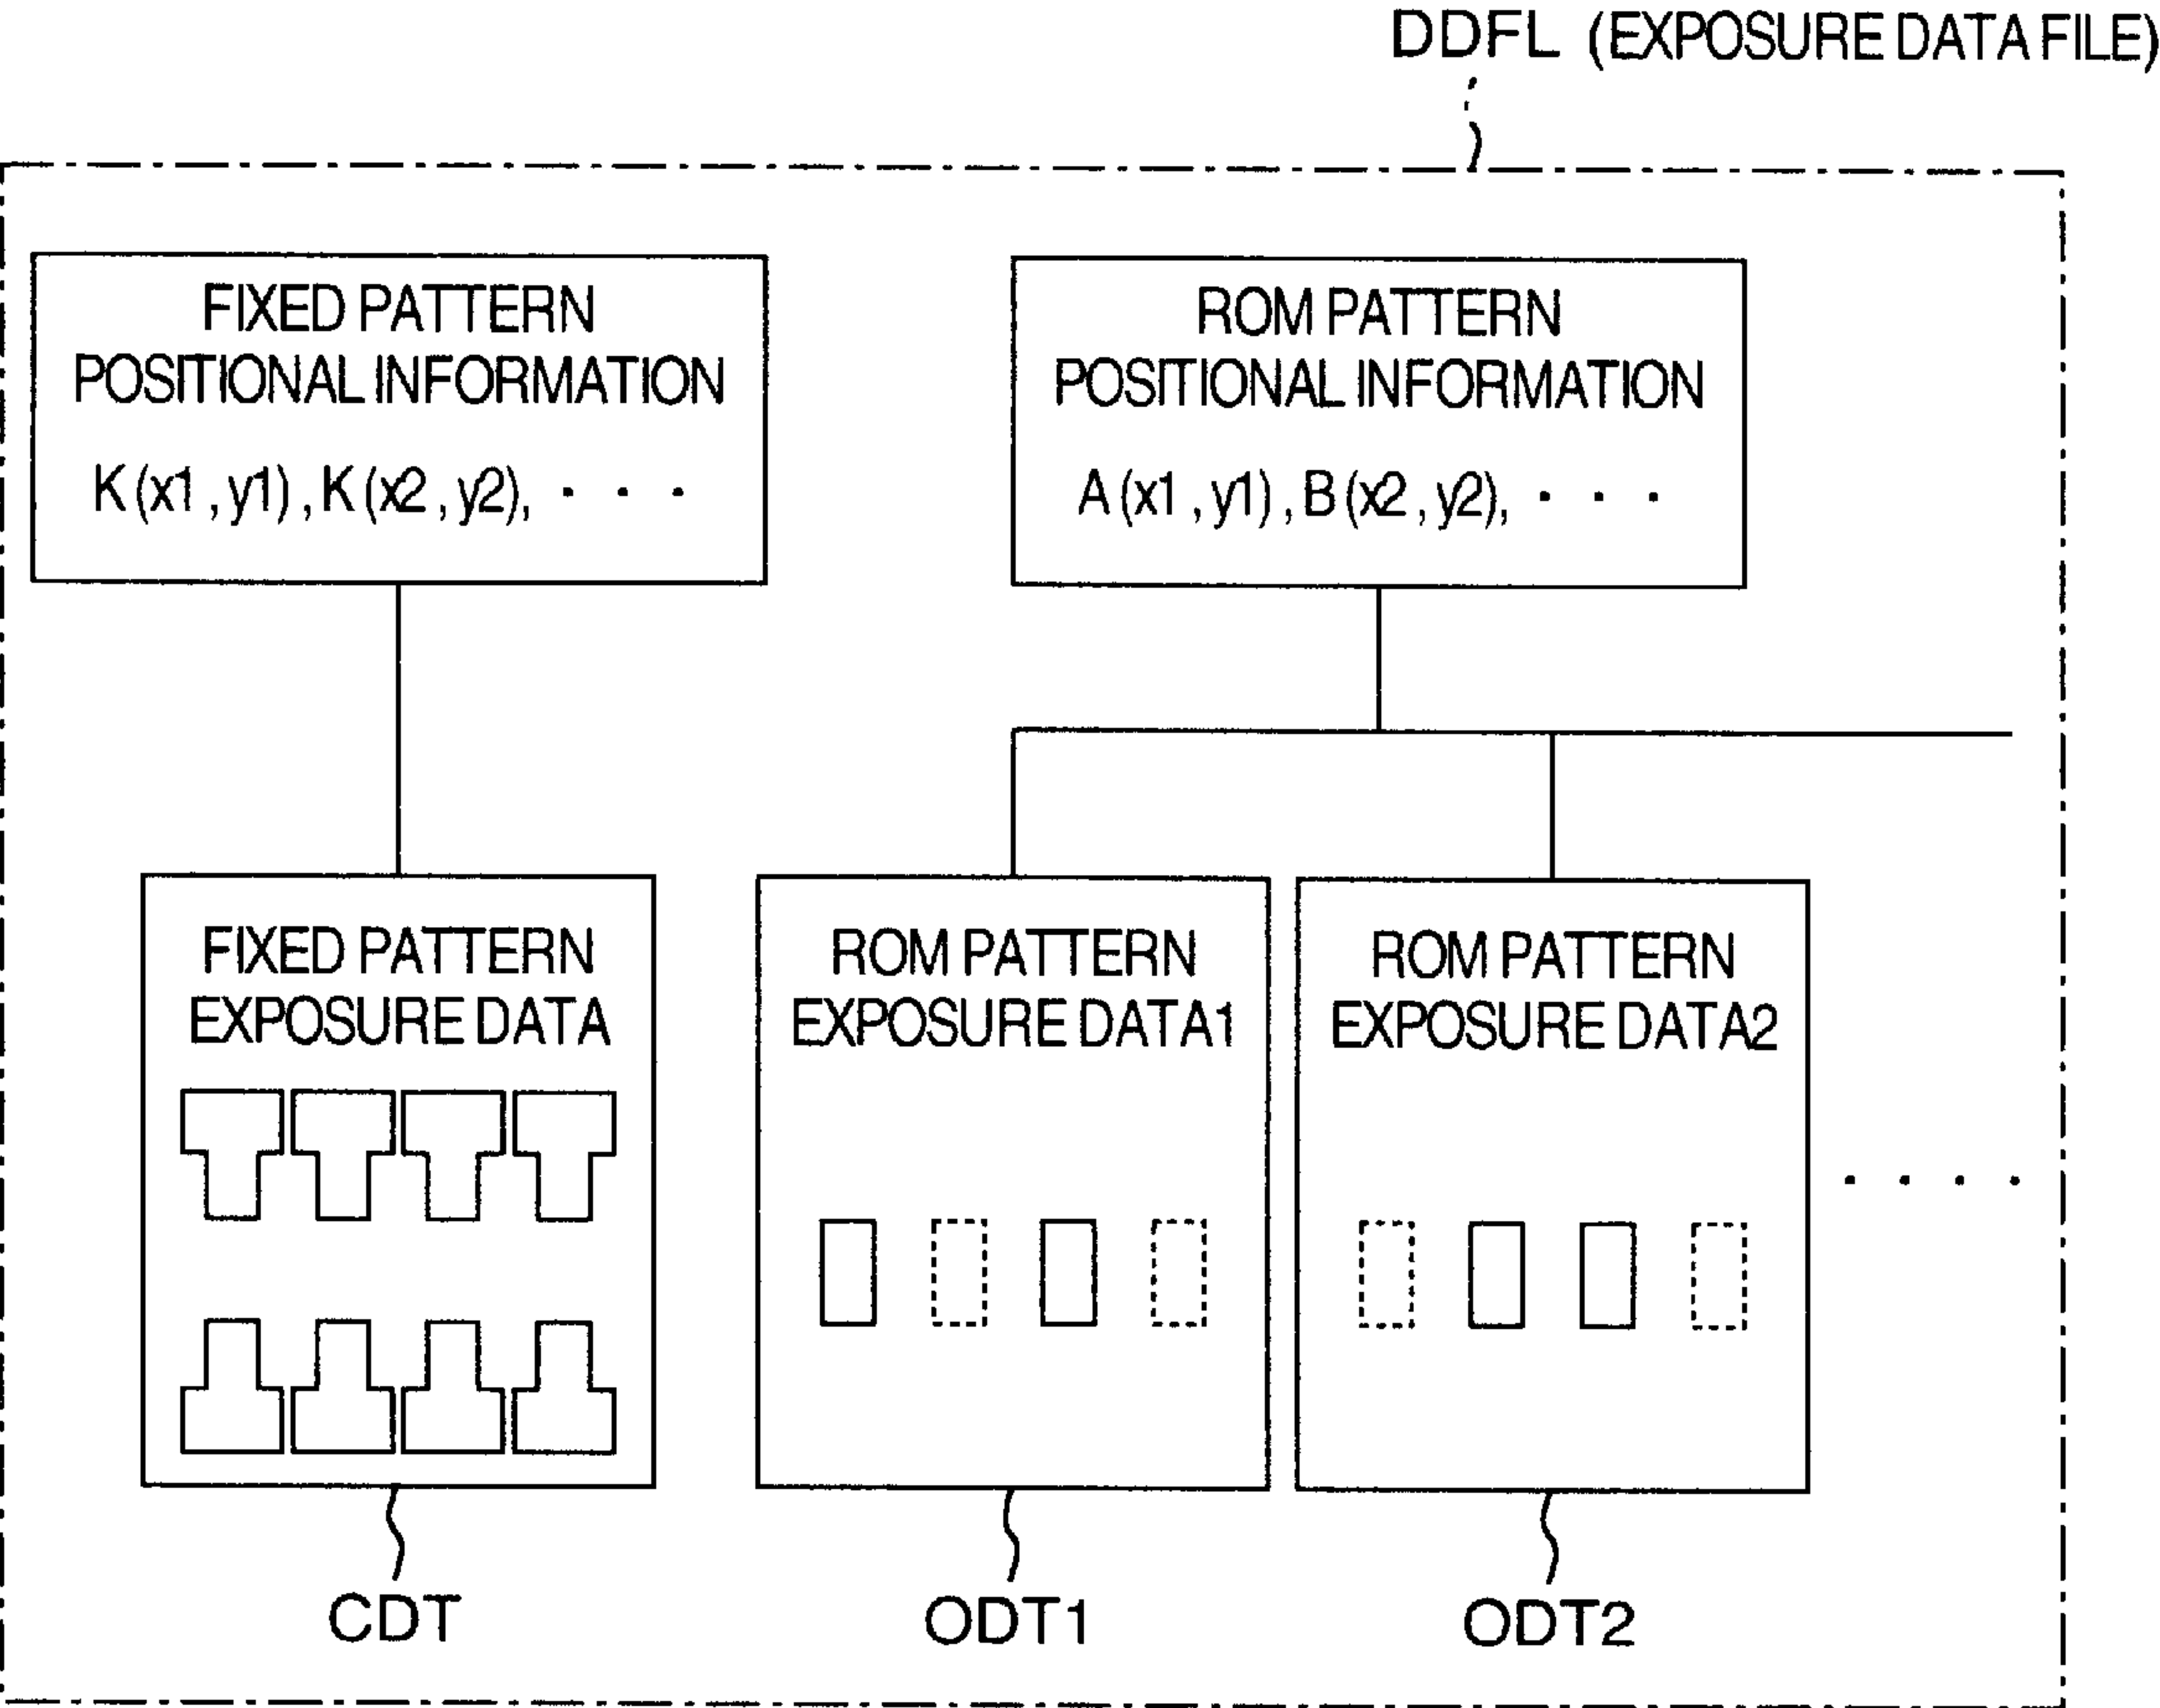 DDFL (EXPOSURE DATA FILE)
FIXED PATTERN
POSITIONAL INFORMATION
K(x1,y1),K(x2,y2), · · ·
ROM PATTERN
POSITIONAL INFORMATION
A(x1,y1),B(x2,y2), · · ·
FIXED PATTERN
EXPOSURE DATA
ROM PATTERN
EXPOSURE DATA1
ROM PATTERN
EXPOSURE DATA2
· · · ·
CDT
ODT1
ODT2